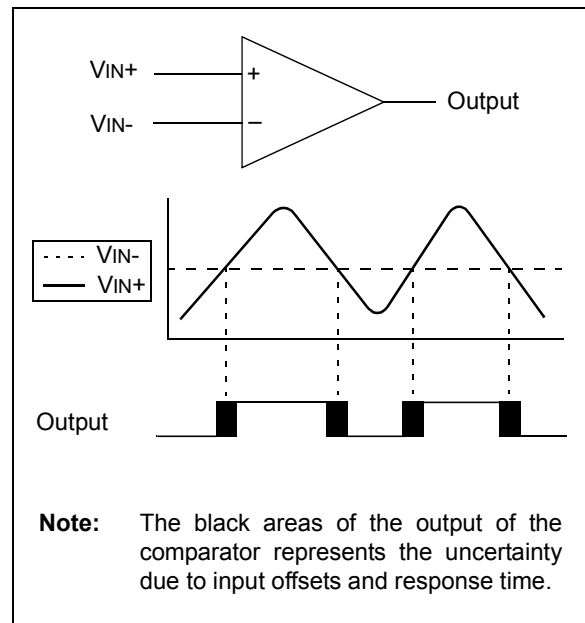 VIN+
+
Output
VIN-
–
VIN-
VIN+
Output
Note: The black areas of the output of the
comparator represents the uncertainty
due to input offsets and response time.